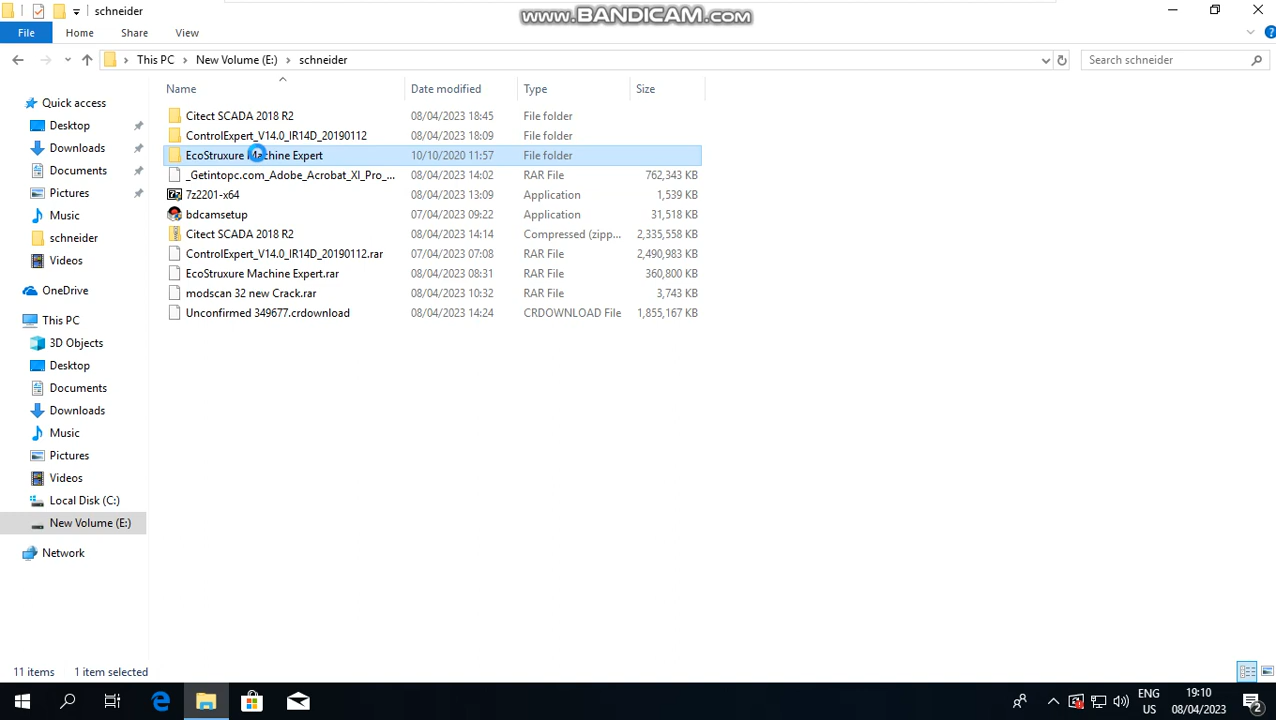 schneider
www.BANDICAM.com
File Home Share View
This PC New Volume (E:) schneider
Search schneider
Name Date modified Type Size
Quick access
Desktop
Downloads
Documents
Pictures
Music
schneider
Videos
OneDrive
This PC
3D Objects
Desktop
Documents
Downloads
Music
Pictures
Videos
Local Disk (C:)
New Volume (E:)
Network
Citect SCADA 2018 R2 08/04/2023 18:45 File folder
ControlExpert_V14.0_IR14D_20190112 08/04/2023 18:09 File folder
EcoStruxure Machine Expert 10/10/2020 11:57 File folder
_Getintopc.com_Adobe_Acrobat_XI_Pro_... 08/04/2023 14:02 RAR File 762,343 KB
7z2201-x64 08/04/2023 13:09 Application 1,539 KB
bdcamsetup 07/04/2023 09:22 Application 31,518 KB
Citect SCADA 2018 R2 08/04/2023 14:14 Compressed (zipp... 2,335,558 KB
ControlExpert_V14.0_IR14D_20190112.rar 07/04/2023 07:08 RAR File 2,490,983 KB
EcoStruxure Machine Expert.rar 08/04/2023 08:31 RAR File 360,800 KB
modscan 32 new Crack.rar 08/04/2023 10:32 RAR File 3,743 KB
Unconfirmed 349677.crdownload 08/04/2023 14:24 CRDOWNLOAD File 1,855,167 KB
11 items 1 item selected
ENG 19:10
US 08/04/2023 2